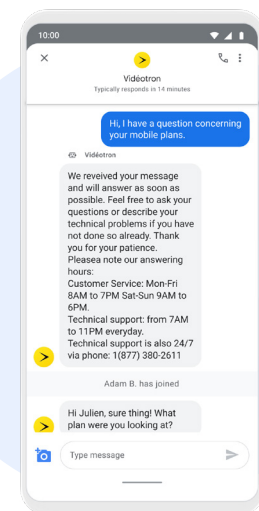 10:00
Vidéotron
Typically responds in 14 minutes
Hi, I have a question concerning
your mobile plans.
Vidéotron
We reveived your message
and will answer as soon as
possible. Feel free to ask your
questions or describe your
technical problems if you have
not done so already. Thank
you for your patience.
Pleasea note our answering
hours:
Customer Service: Mon-Fri
8AM to 7PM Sat-Sun 9AM to
6PM.
Technical support: from 7AM
to 11PM everyday.
Technical support is also 24/7
via phone: 1(877) 380-2611
Adam B. has joined
Hi Julien, sure thing! What
plan were you looking at?
Type message